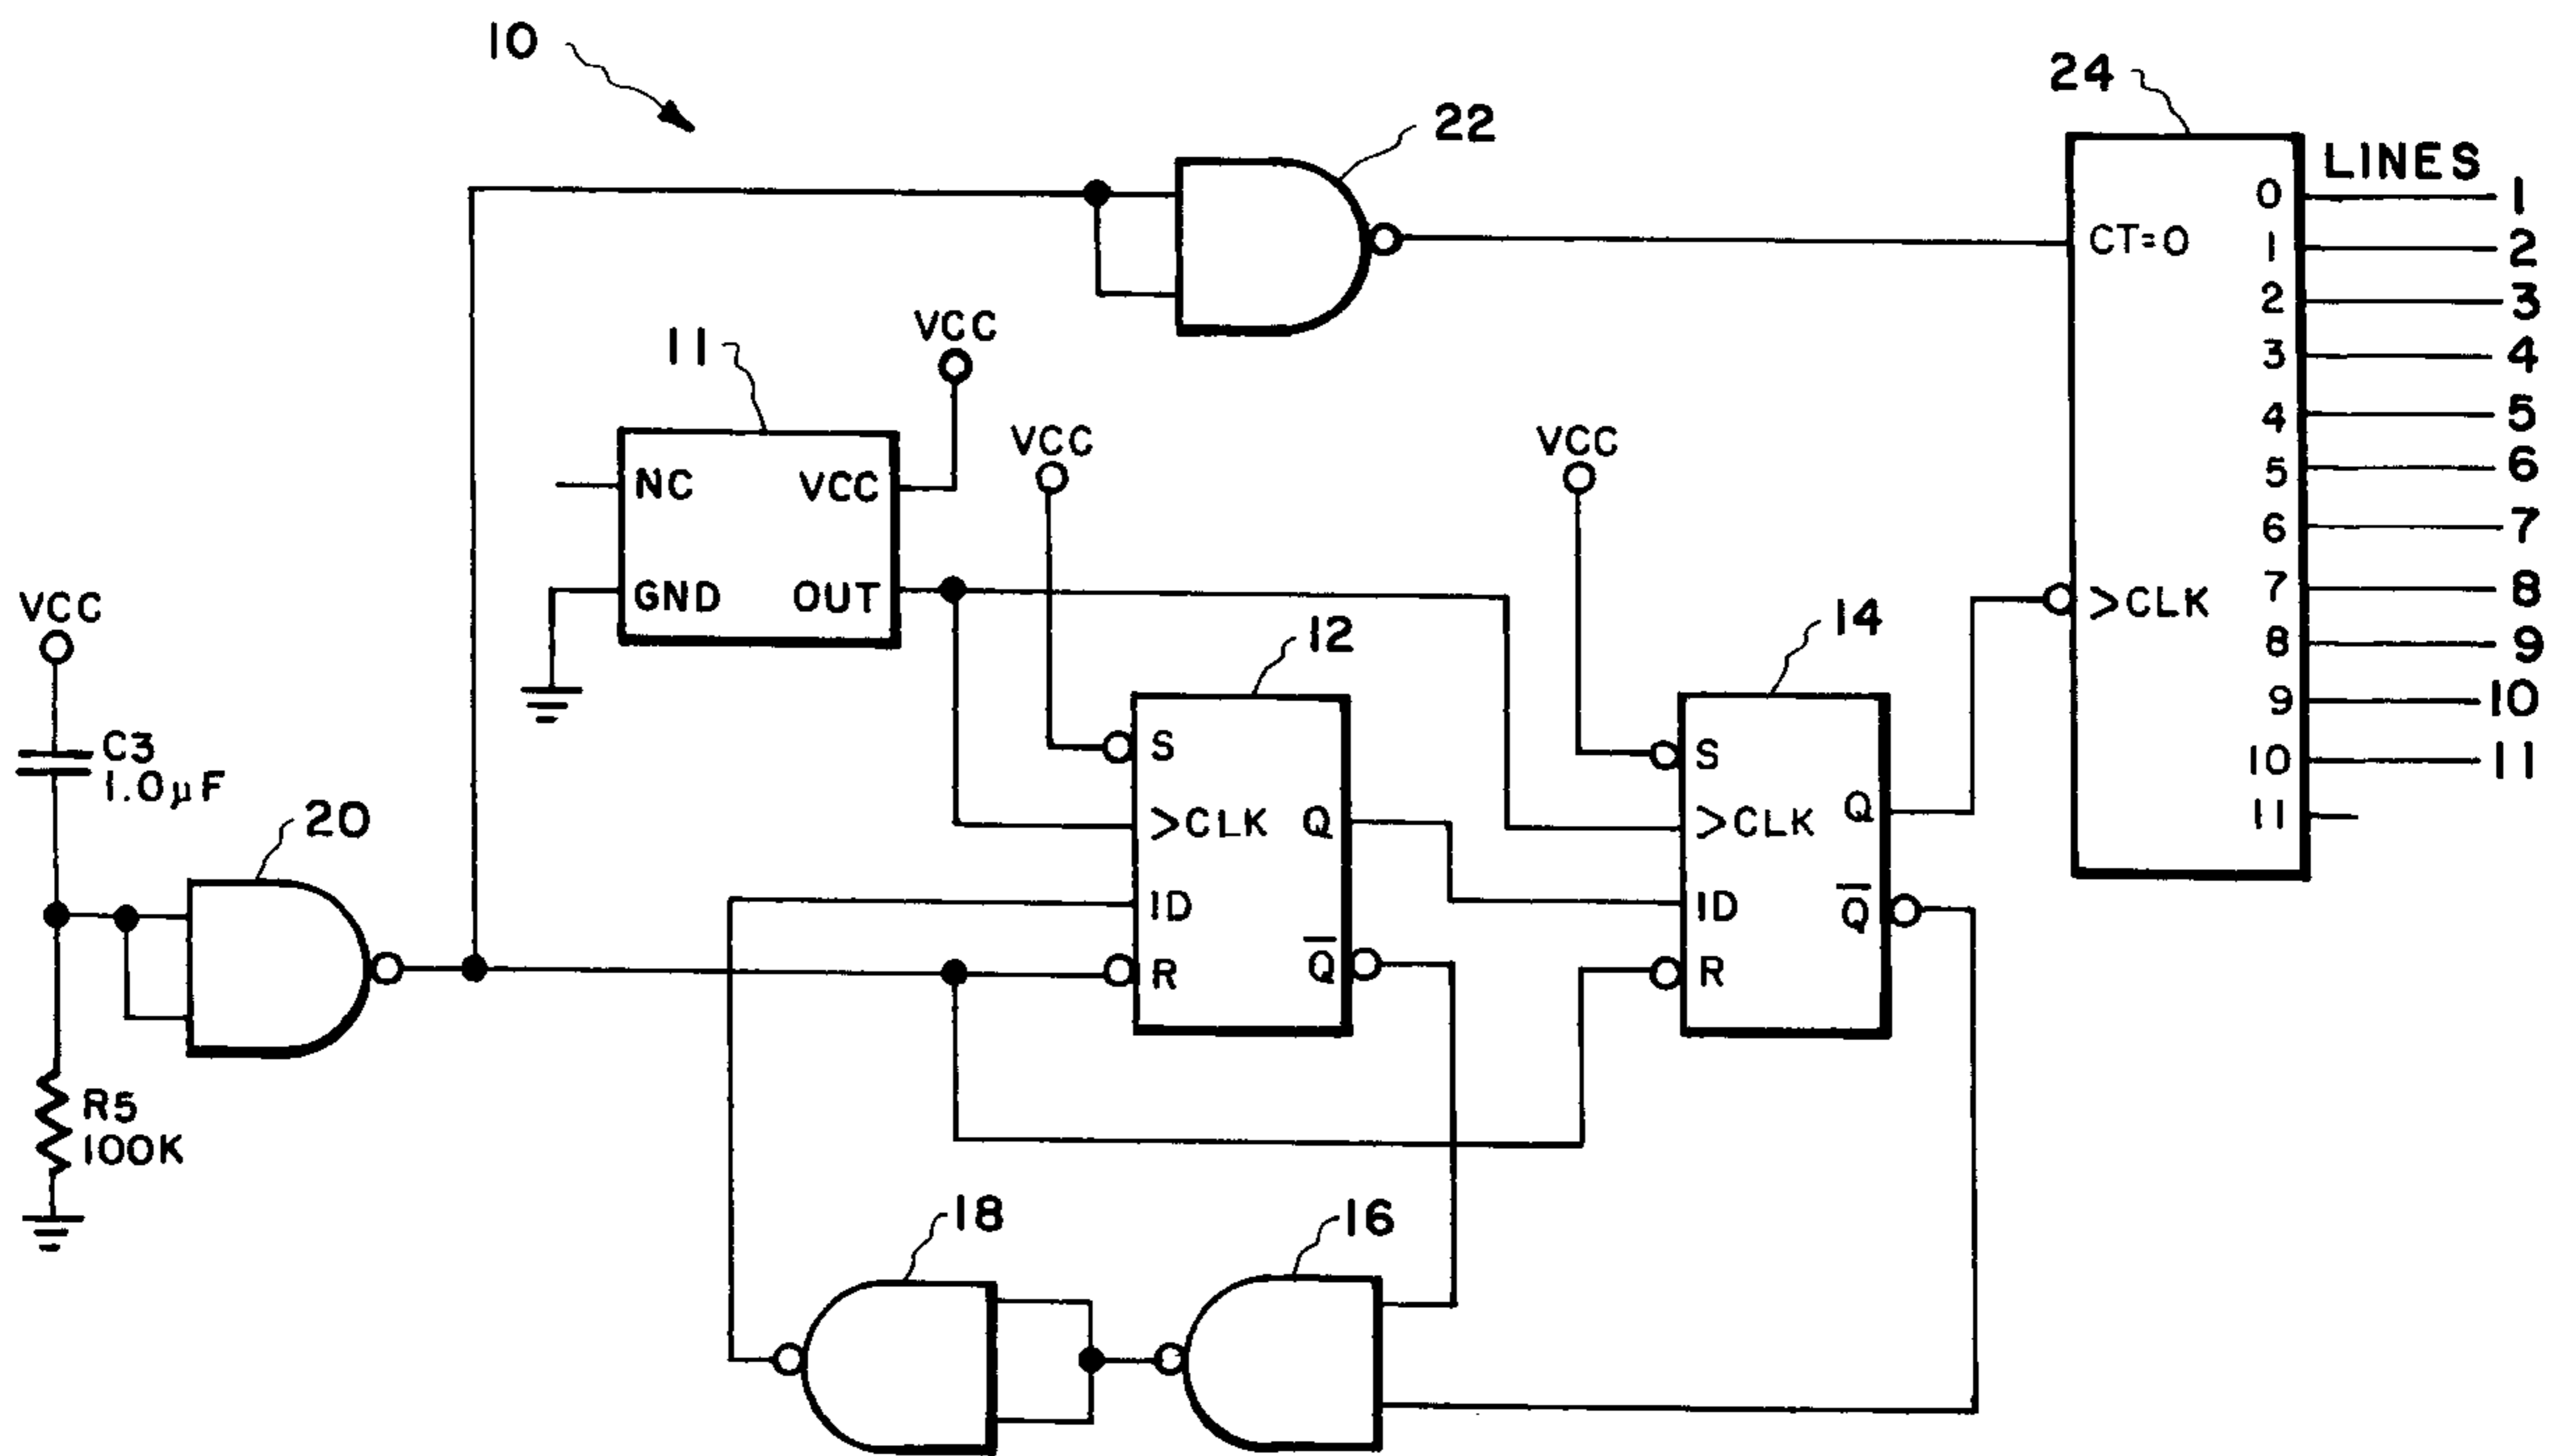 10
24
22
LINES
0 1
CT=0
1 2
2 3
VCC
11
3 4
VCC
VCC
4 5
NC VCC
5 6
6 7
GND OUT
VCC
>CLK
7 8
12
14
8 9
9 10
C3
1.0µF
S
S
10 11
20
>CLK Q
>CLK Q
11
1D
1D
Q̅
R
Q̅
R
R5
100K
18
16